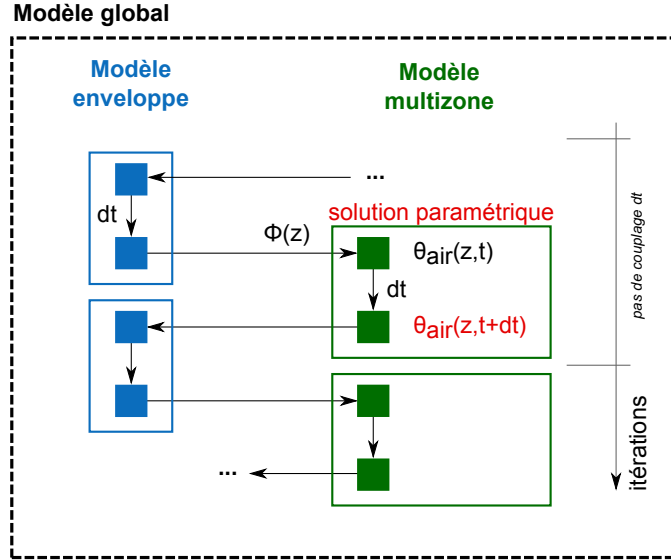 Modèle global
Modèle
enveloppe
Modèle
multizone
...
dt
solution paramétrique
Φ(z)
θair(z,t)
dt
θair(z,t+dt)
...
pas de couplage dt
itérations